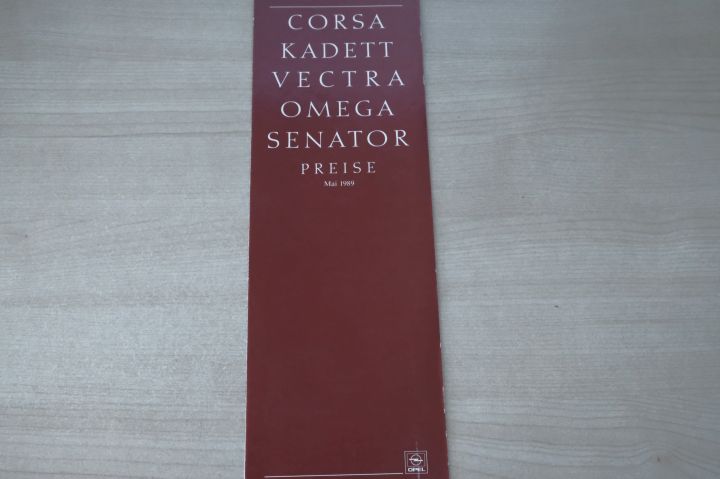 CORSA
KADETT
VECTRA
OMEGA
SENATOR
PREISE
Mai 1989
OPEL